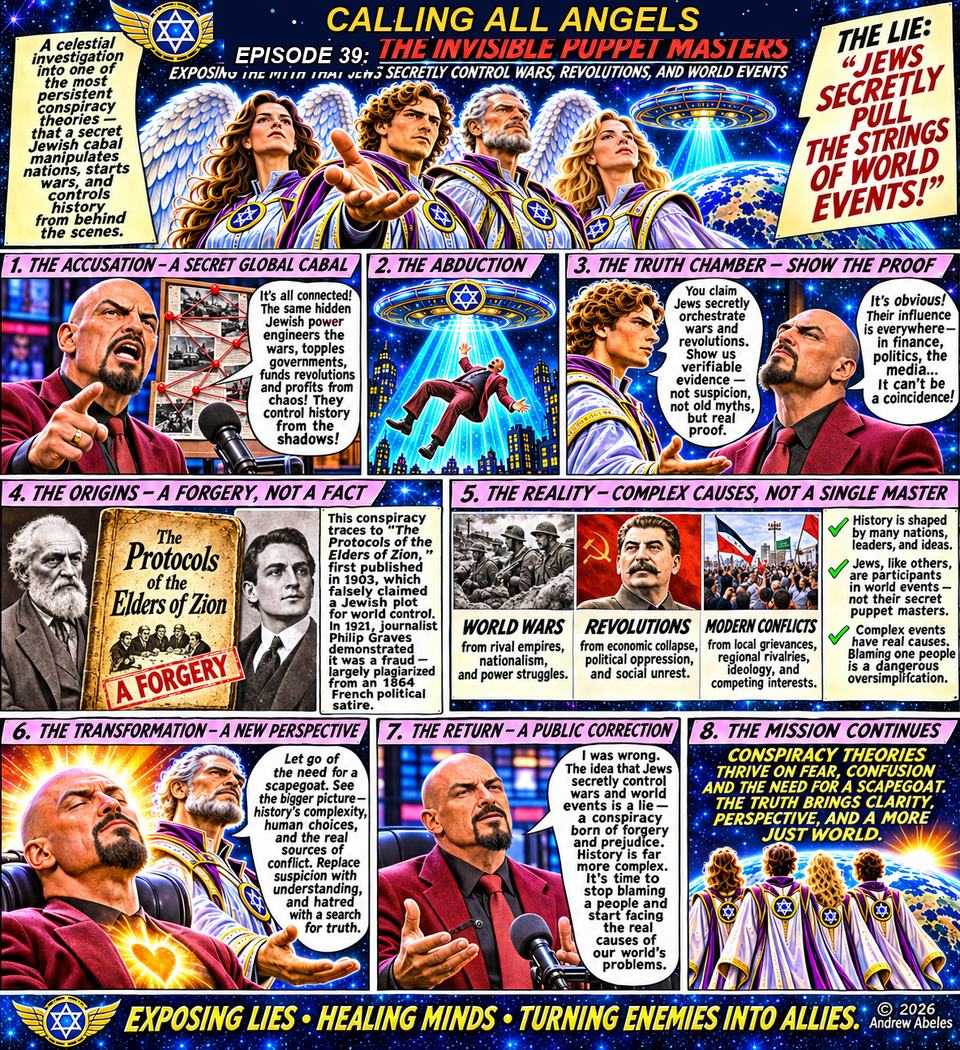 CALLING ALL ANGELS
EPISODE 39: THE INVISIBLE PUPPET MASTERS
EXPOSING THE MYTH THAT JEWS SECRETLY CONTROL WARS, REVOLUTIONS, AND WORLD EVENTS
A celestial
investigation
into one of
the most
persistent
conspiracy
theories —
that a secret
Jewish cabal
manipulates
nations, starts
wars, and
controls
history
from behind
the scenes.
THE LIE:
"JEWS
SECRETLY
PULL
THE STRINGS
OF WORLD
EVENTS!"
1. THE ACCUSATION – A SECRET GLOBAL CABAL
It's all connected!
The same hidden
Jewish power
engineers the
wars, topples
governments,
funds revolutions
and profits from
chaos! They
control history
from the
shadows!
2. THE ABDUCTION
3. THE TRUTH CHAMBER – SHOW THE PROOF
You claim
Jews secretly
orchestrate
wars and
revolutions.
Show us
verifiable
evidence —
not suspicion,
not old myths,
but real
proof.
It's obvious!
Their influence
is everywhere—
in finance,
politics, the
media...
It can't be
a coincidence!
4. THE ORIGINS – A FORGERY, NOT A FACT
The
Protocols
of the
Elders of Zion
A FORGERY
This conspiracy
traces to "The
Protocols of the
Elders of Zion,"
first published
in 1903, which
falsely claimed
a Jewish plot
for world control.
In 1921, journalist
Philip Graves
demonstrated
it was a fraud —
largely plagiarized
from an 1864
French political
satire.
5. THE REALITY – COMPLEX CAUSES, NOT A SINGLE MASTER
WORLD WARS
from rival empires,
nationalism,
and power struggles.
REVOLUTIONS
from economic collapse,
political oppression,
and social unrest.
MODERN CONFLICTS
from local grievances,
regional rivalries,
ideology, and
competing interests.
History is shaped
by many nations,
leaders, and ideas.
Jews, like others,
are participants
in world events —
not their secret
puppet masters.
Complex events
have real causes.
Blaming one people
is a dangerous
oversimplifcation.
6. THE TRANSFORMATION – A NEW PERSPECTIVE
Let go of
the need for a
scapegoat. See
the bigger picture—
history's complexity,
human choices,
and the real
sources of
conflict. Replace
suspicion with
understanding,
and hatred
with a search
for truth.
7. THE RETURN – A PUBLIC CORRECTION
I was wrong.
The idea that Jews
secretly control
wars and world
events is a lie—
a conspiracy
born of forgery
and prejudice.
History is far
more complex.
It's time to
stop blaming
a people and
start facing
the real
causes of
our world's
problems.
8. THE MISSION CONTINUES
CONSPIRACY THEORIES
THRIVE ON FEAR, CONFUSION
AND THE NEED FOR A SCAPEGOAT.
THE TRUTH BRINGS CLARITY,
PERSPECTIVE, AND A MORE
JUST WORLD.
EXPOSING LIES • HEALING MINDS • TURNING ENEMIES INTO ALLIES.
© 2026
Andrew Abeles